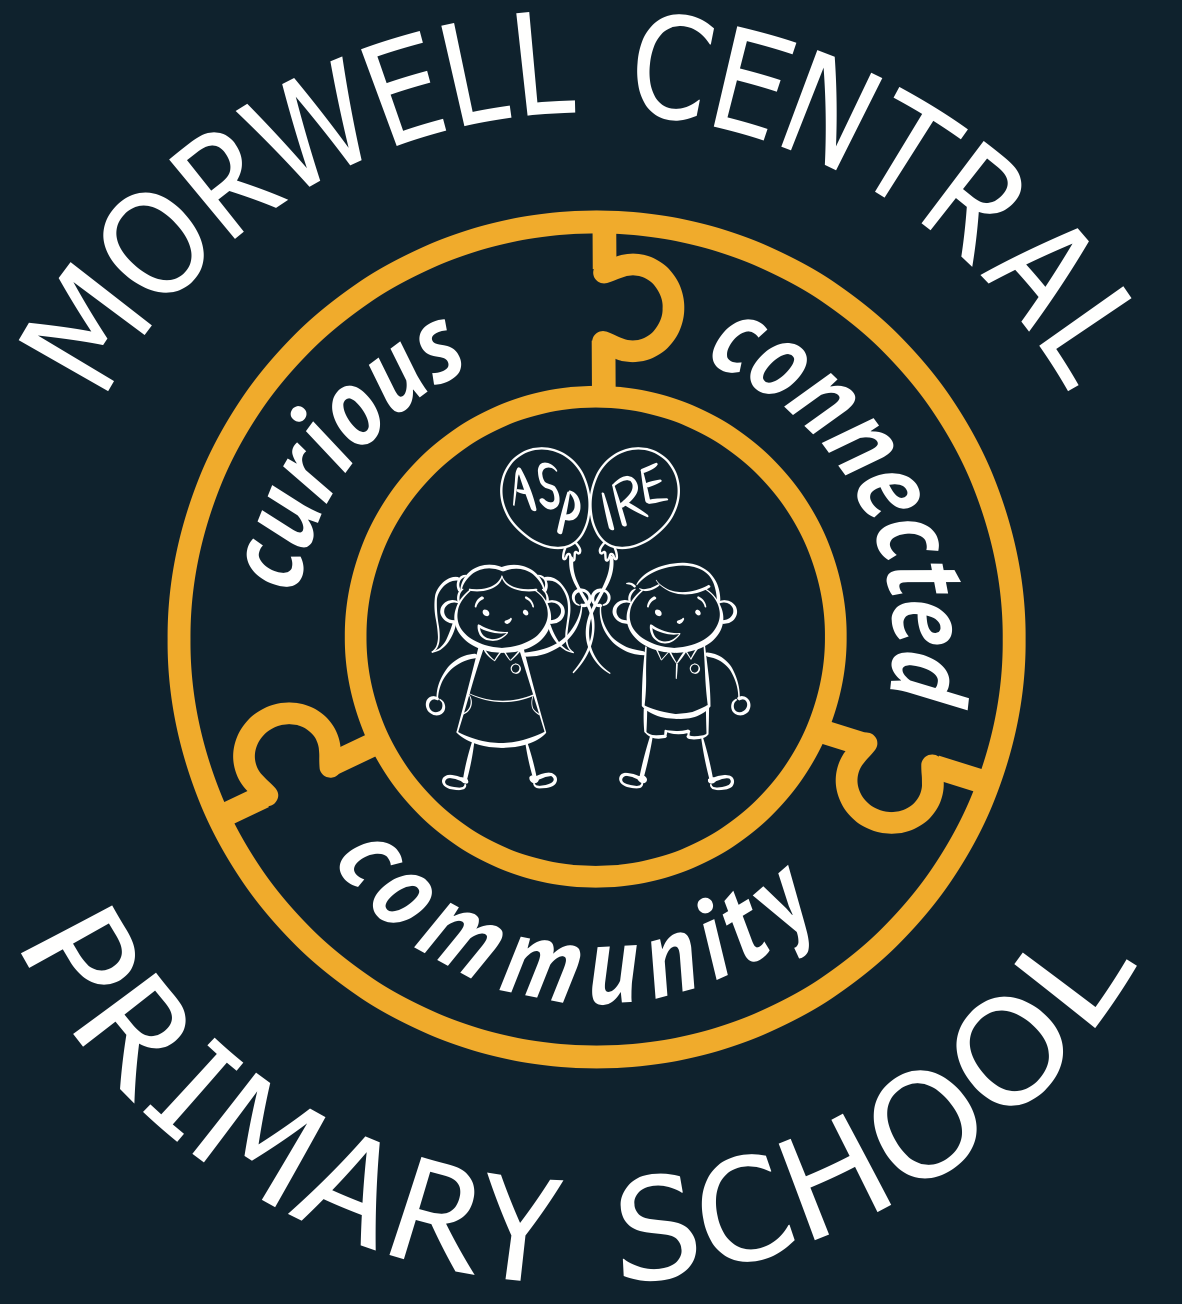 MORWELL CENTRAL
curious
connected
ASPIRE
community
PRIMARY SCHOOL